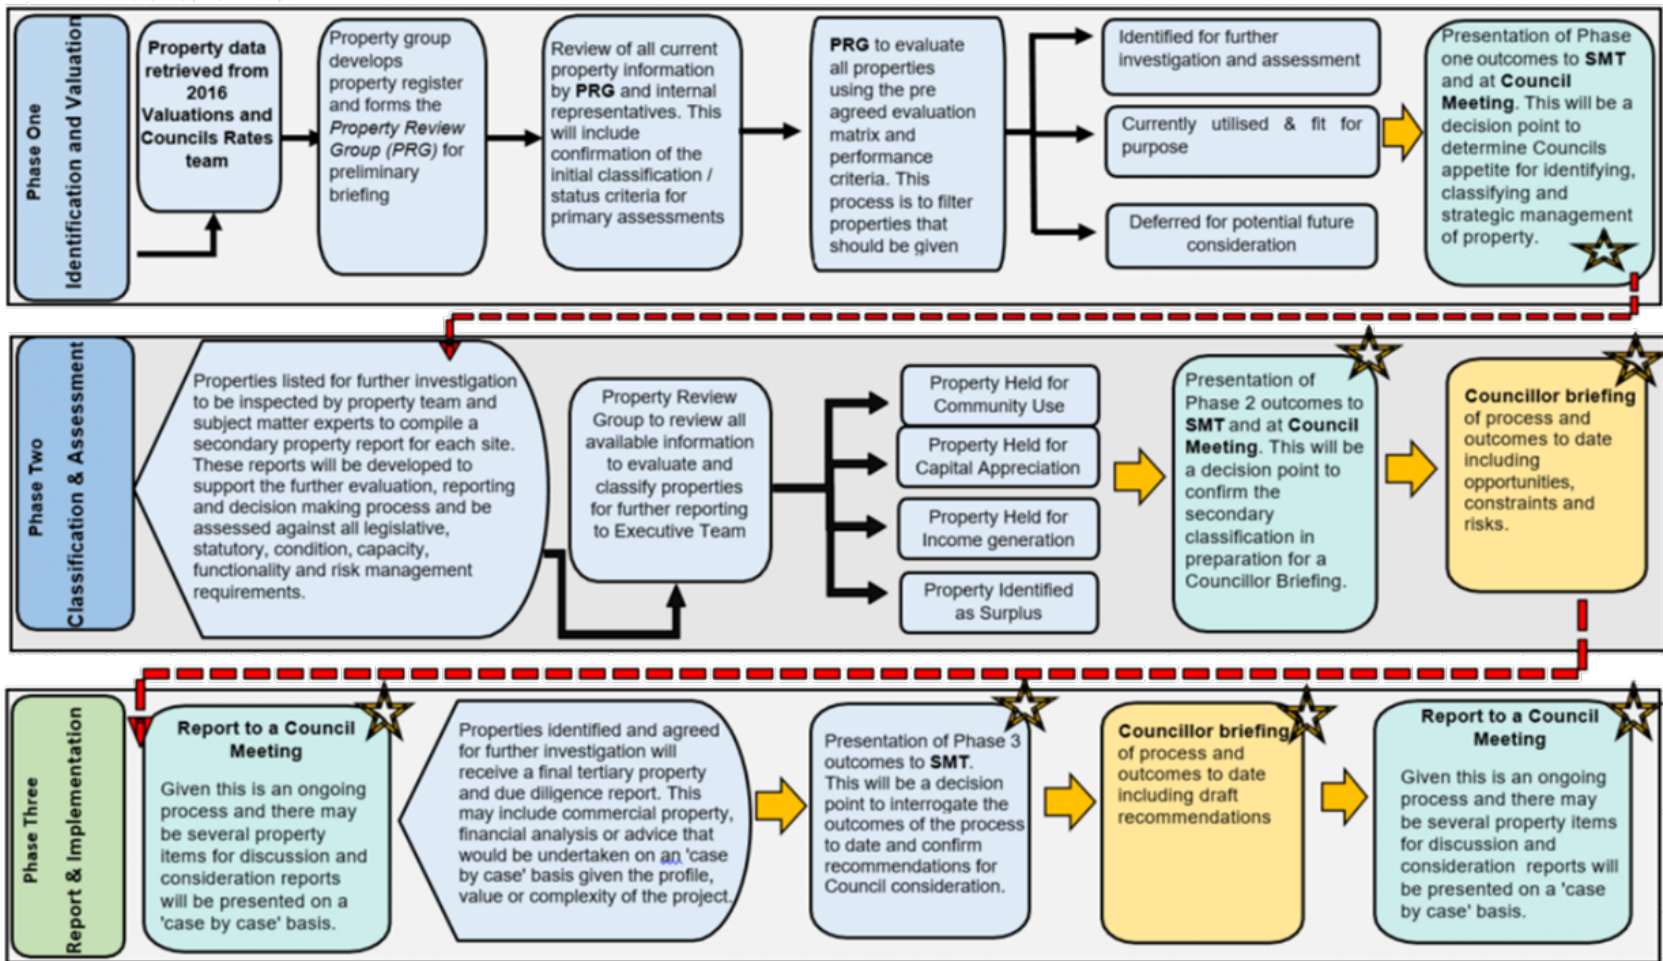 Phase One
Identification and Valuation
Property data
retrieved from
2016
Valuations and
Councils Rates
team
Property group
develops
property register
and forms the
Property Review
Group (PRG) for
preliminary
briefing
Review of all current
property information
by PRG and internal
representatives. This
will include
confirmation of the
initial classification /
status criteria for
primary assessments
PRG to evaluate
all properties
using the pre
agreed evaluation
matrix and
performance
criteria. This
process is to filter
properties that
should be given
Identified for further
investigation and assessment
Currently utilised & fit for
purpose
Deferred for potential future
consideration
Presentation of Phase
one outcomes to SMT
and at Council
Meeting. This will be a
decision point to
determine Councils
appetite for identifying,
classifying and
strategic management
of property.
Phase Two
Classification & Assessment
Properties listed for further investigation
to be inspected by property team and
subject matter experts to compile a
secondary property report for each site.
These reports will be developed to
support the further evaluation, reporting
and decision making process and be
assessed against all legislative,
statutory, condition, capacity,
functionality and risk management
requirements.
Property Review
Group to review all
available information
to evaluate and
classify properties
for further reporting
to Executive Team
Property Held for
Community Use
Property Held for
Capital Appreciation
Property Held for
Income generation
Property Identified
as Surplus
Presentation of
Phase 2 outcomes to
SMT and at Council
Meeting. This will be
a decision point to
confirm the
secondary
classification in
preparation for a
Councillor Briefing.
Councillor briefing
of process and
outcomes to date
including
opportunities,
constraints and
risks.
Phase Three
Report & Implementation
Report to a Council
Meeting
Given this is an ongoing
process and there may
be several property
items for discussion and
consideration reports
will be presented on a
'case by case' basis.
Properties identified and agreed
for further investigation will
receive a final tertiary property
and due diligence report. This
may include commercial property,
financial analysis or advice that
would be undertaken on an 'case
by case' basis given the profile,
value or complexity of the project.
Presentation of Phase 3
outcomes to SMT.
This will be a decision
point to interrogate the
outcomes of the process
to date and confirm
recommendations for
Council consideration.
Councillor briefing
of process and
outcomes to date
including draft
recommendations
Report to a Council
Meeting
Given this is an ongoing
process and there may
be several property items
for discussion and
consideration reports will
be presented on a 'case
by case' basis.